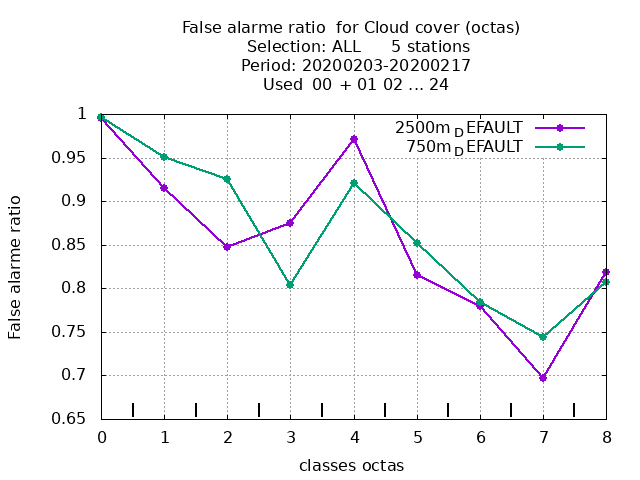 False alarme ratio  for Cloud cover (octas)
Selection: ALL      5 stations
Period: 20200203-20200217
Used  00 + 01 02 ... 24
2500m_DEFAULT
750m_DEFAULT
1
0.95
0.9
0.85
0.8
0.75
0.7
0.65
False alarme ratio
0 1 2 3 4 5 6 7 8
classes octas